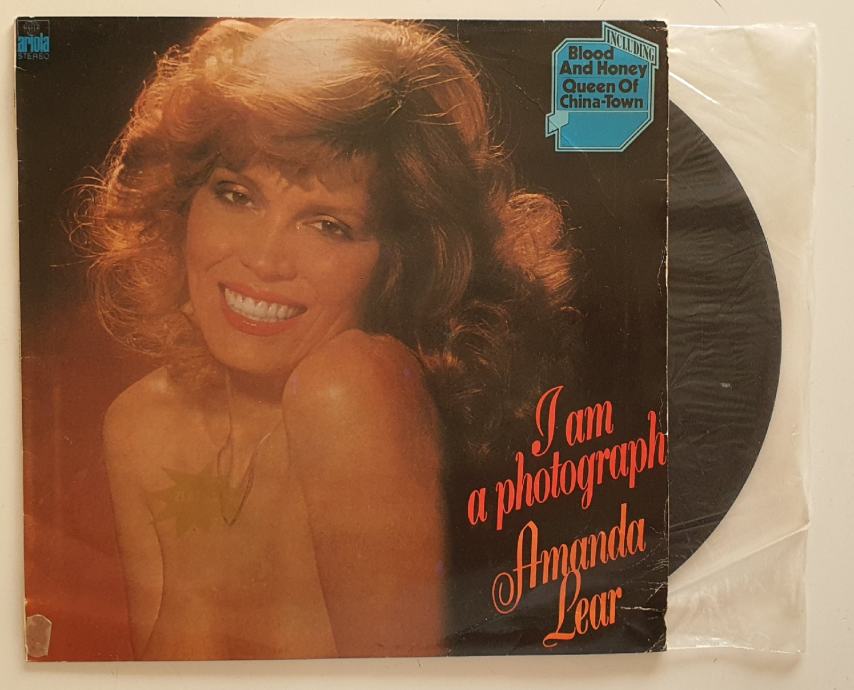 ariola
STEREO
INCLUDING
Blood
And Honey
Queen Of
China-Town
I am
a photograph
Amanda
Lear